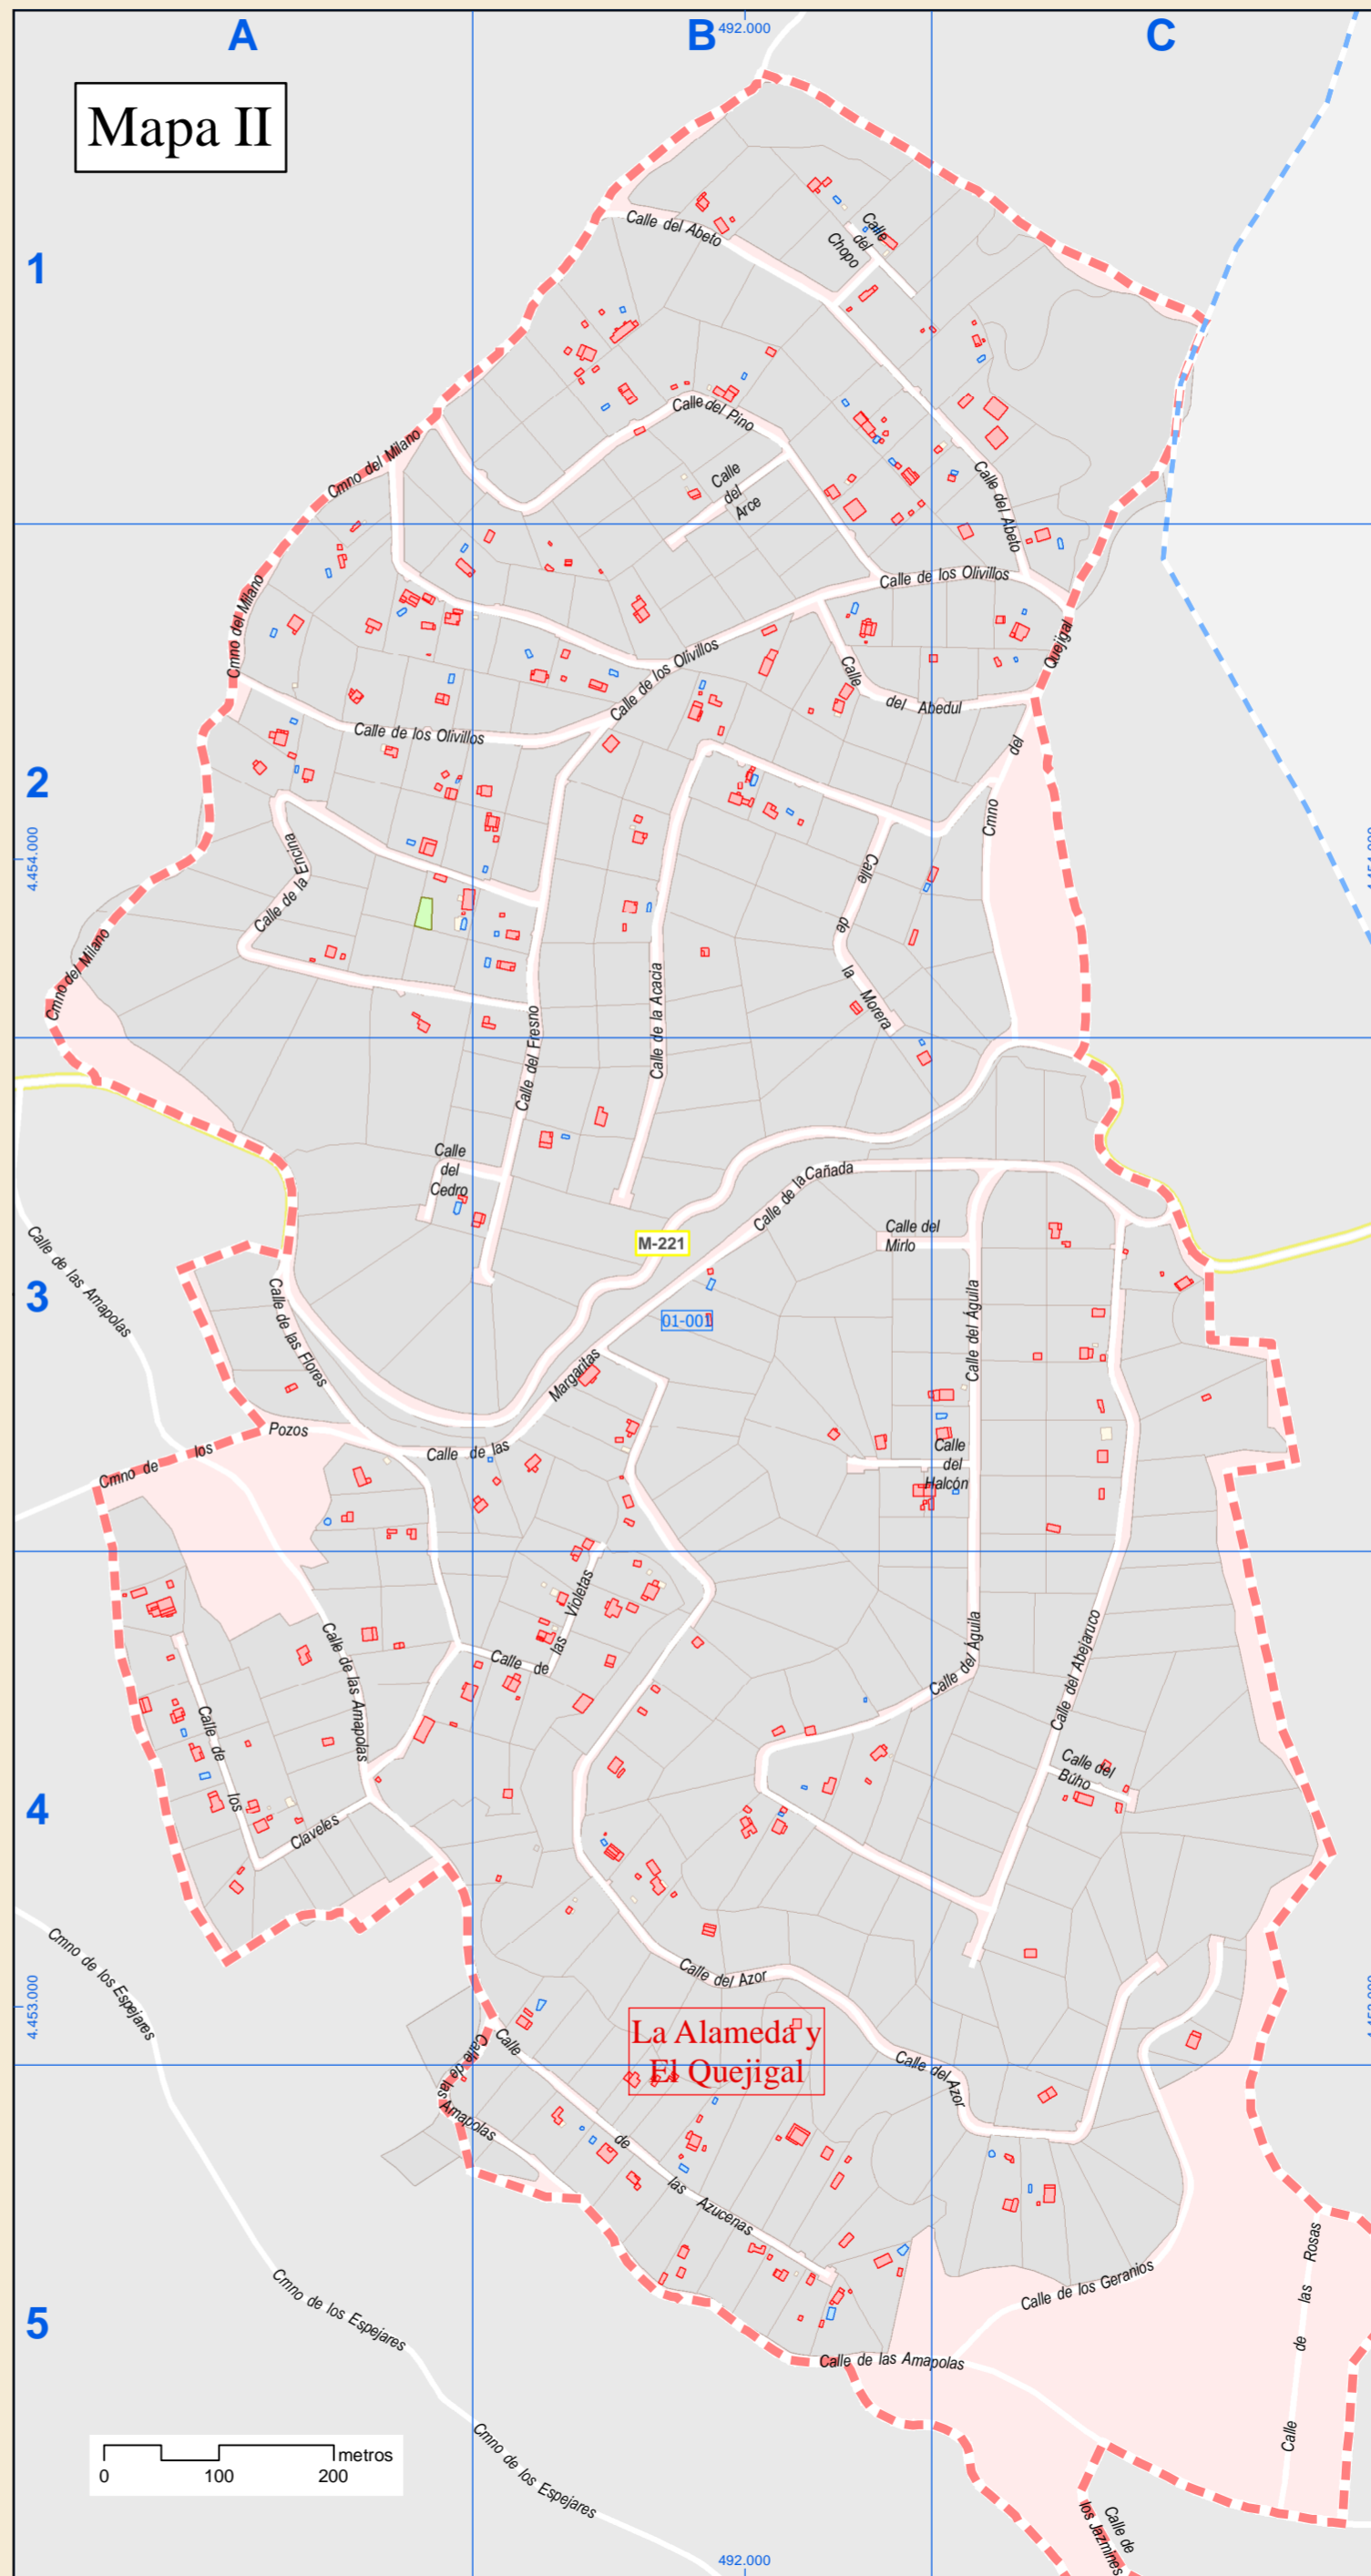 A
B
C
492.000
Mapa II
1
Calle del Abeto
Calle
del
Chopo
Calle del Pino
Cmno del Milano
Calle
del
Arce
Calle del Abeto
Calle de los Olivillos
Cmno del Milano
Quejigal
Calle de los Olivillos
Calle
del Abedul
Calle de los Olivillos
del
2
Cmno
4.454.000
Calle de la Encina
Calle
de
la
Morera
Cmno del Milano
Calle de la Acacia
Calle del Fresno
Calle
del
Cedro
Calle de la Cañada
Calle del
Mirlo
M-221
Calle de las Amapolas
3
Calle de las Flores
01-001
Calle del Águila
Margaritas
Pozos
Calle de las
Cmno de los
Calle
del
Halcón
Violetas
Calle de las
Calle de las Amapolas
Calle del Águila
Calle del Abejaruco
Calle de los
Claveles
Calle del
Búho
4
Cmno de los Espejares
Calle del Azor
4.453.000
La Alameda y
El Quejigal
Calle
de
las Azucenas
Calle de las
Amapolas
Calle del Azor
Calle de los Geranios
Calle de las Rosas
5
Cmno de los Espejares
Calle de las Amapolas
Cmno de los Espejares
Calle de
los Jazmines
metros
0
100
200
492.000